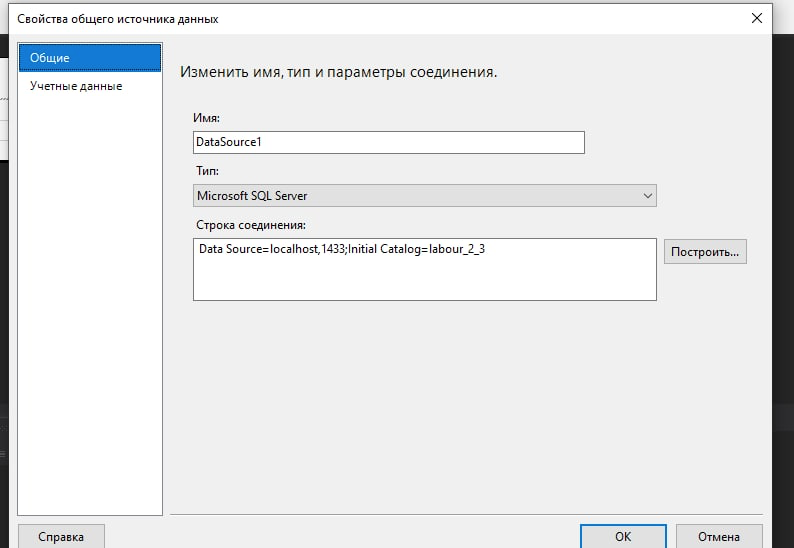 Свойства общего источника данных
Общие
Учетные данные
Изменить имя, тип и параметры соединения.
Имя:
DataSource1
Тип:
Microsoft SQL Server
Строка соединения:
Data Source=localhost,1433;Initial Catalog=labour_2_3
Построить...
Справка
ОК
Отмена